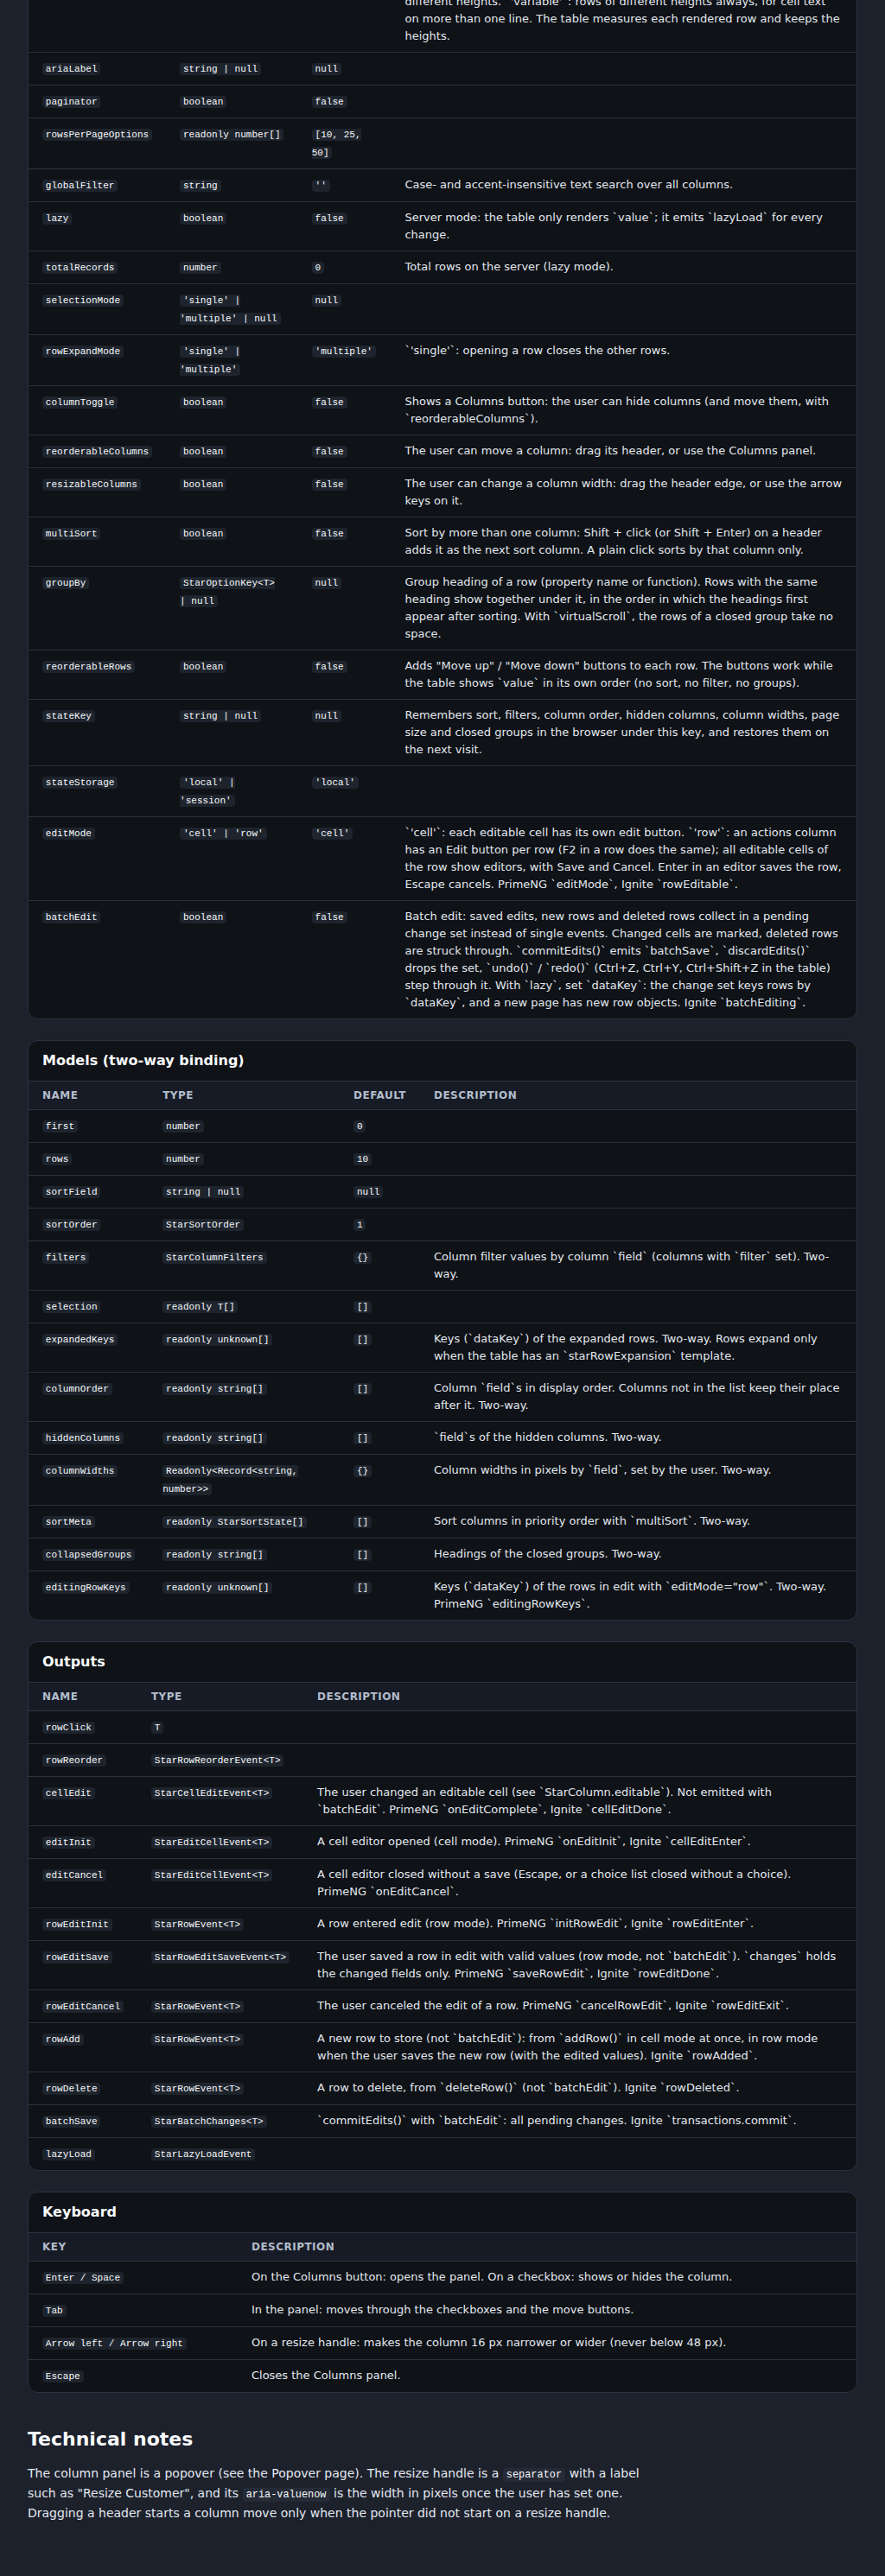 different heights. `'variable'`: rows of different heights always, for cell text
on more than one line. The table measures each rendered row and keeps the
heights.
ariaLabel string | null null
paginator boolean false
rowsPerPageOptions readonly number[] [10, 25,
50]
globalFilter string '' Case- and accent-insensitive text search over all columns.
lazy boolean false Server mode: the table only renders `value`; it emits `lazyLoad` for every
change.
totalRecords number 0 Total rows on the server (lazy mode).
selectionMode 'single' | null
'multiple' | null
rowExpandMode 'single' | 'multiple' `'single'`: opening a row closes the other rows.
'multiple'
columnToggle boolean false Shows a Columns button: the user can hide columns (and move them, with
`reorderableColumns`).
reorderableColumns boolean false The user can move a column: drag its header, or use the Columns panel.
resizableColumns boolean false The user can change a column width: drag the header edge, or use the arrow
keys on it.
multiSort boolean false Sort by more than one column: Shift + click (or Shift + Enter) on a header
adds it as the next sort column. A plain click sorts by that column only.
groupBy StarOptionKey<T> null Group heading of a row (property name or function). Rows with the same
| null heading show together under it, in the order in which the headings first
appear after sorting. With `virtualScroll`, the rows of a closed group take no
space.
reorderableRows boolean false Adds "Move up" / "Move down" buttons to each row. The buttons work while
the table shows `value` in its own order (no sort, no filter, no groups).
stateKey string | null null Remembers sort, filters, column order, hidden columns, column widths, page
size and closed groups in the browser under this key, and restores them on
the next visit.
stateStorage 'local' | 'local'
'session'
editMode 'cell' | 'row' 'cell' `'cell'`: each editable cell has its own edit button. `'row'`: an actions column
has an Edit button per row (F2 in a row does the same); all editable cells of
the row show editors, with Save and Cancel. Enter in an editor saves the row,
Escape cancels. PrimeNG `editMode`, Ignite `rowEditable`.
batchEdit boolean false Batch edit: saved edits, new rows and deleted rows collect in a pending
change set instead of single events. Changed cells are marked, deleted rows
are struck through. `commitEdits()` emits `batchSave`, `discardEdits()`
drops the set, `undo()` / `redo()` (Ctrl+Z, Ctrl+Y, Ctrl+Shift+Z in the table)
step through it. With `lazy`, set `dataKey`: the change set keys rows by
`dataKey`, and a new page has new row objects. Ignite `batchEditing`.
Models (two-way binding)
NAME TYPE DEFAULT DESCRIPTION
first number 0
rows number 10
sortField string | null null
sortOrder StarSortOrder 1
filters StarColumnFilters {} Column filter values by column `field` (columns with `filter` set). Two-
way.
selection readonly T[] []
expandedKeys readonly unknown[] [] Keys (`dataKey`) of the expanded rows. Two-way. Rows expand only
when the table has an `starRowExpansion` template.
columnOrder readonly string[] [] Column `field`s in display order. Columns not in the list keep their place
after it. Two-way.
hiddenColumns readonly string[] [] `field`s of the hidden columns. Two-way.
columnWidths Readonly<Record<string, {} Column widths in pixels by `field`, set by the user. Two-way.
number>>
sortMeta readonly StarSortState[] [] Sort columns in priority order with `multiSort`. Two-way.
collapsedGroups readonly string[] [] Headings of the closed groups. Two-way.
editingRowKeys readonly unknown[] [] Keys (`dataKey`) of the rows in edit with `editMode="row"`. Two-way.
PrimeNG `editingRowKeys`.
Outputs
NAME TYPE DESCRIPTION
rowClick T
rowReorder StarRowReorderEvent<T>
cellEdit StarCellEditEvent<T> The user changed an editable cell (see `StarColumn.editable`). Not emitted with
`batchEdit`. PrimeNG `onEditComplete`, Ignite `cellEditDone`.
editInit StarEditCellEvent<T> A cell editor opened (cell mode). PrimeNG `onEditInit`, Ignite `cellEditEnter`.
editCancel StarEditCellEvent<T> A cell editor closed without a save (Escape, or a choice list closed without a choice).
PrimeNG `onEditCancel`.
rowEditInit StarRowEvent<T> A row entered edit (row mode). PrimeNG `initRowEdit`, Ignite `rowEditEnter`.
rowEditSave StarRowEditSaveEvent<T> The user saved a row in edit with valid values (row mode, not `batchEdit`). `changes` holds
the changed fields only. PrimeNG `saveRowEdit`, Ignite `rowEditDone`.
rowEditCancel StarRowEvent<T> The user canceled the edit of a row. PrimeNG `cancelRowEdit`, Ignite `rowEditExit`.
rowAdd StarRowEvent<T> A new row to store (not `batchEdit`): from `addRow()` in cell mode at once, in row mode
when the user saves the new row (with the edited values). Ignite `rowAdded`.
rowDelete StarRowEvent<T> A row to delete, from `deleteRow()` (not `batchEdit`). Ignite `rowDeleted`.
batchSave StarBatchChanges<T> `commitEdits()` with `batchEdit`: all pending changes. Ignite `transactions.commit`.
lazyLoad StarLazyLoadEvent
Keyboard
KEY DESCRIPTION
Enter / Space On the Columns button: opens the panel. On a checkbox: shows or hides the column.
Tab In the panel: moves through the checkboxes and the move buttons.
Arrow left / Arrow right On a resize handle: makes the column 16 px narrower or wider (never below 48 px).
Escape Closes the Columns panel.
Technical notes
The column panel is a popover (see the Popover page). The resize handle is a separator with a label
such as "Resize Customer", and its aria-valuenow is the width in pixels once the user has set one.
Dragging a header starts a column move only when the pointer did not start on a resize handle.